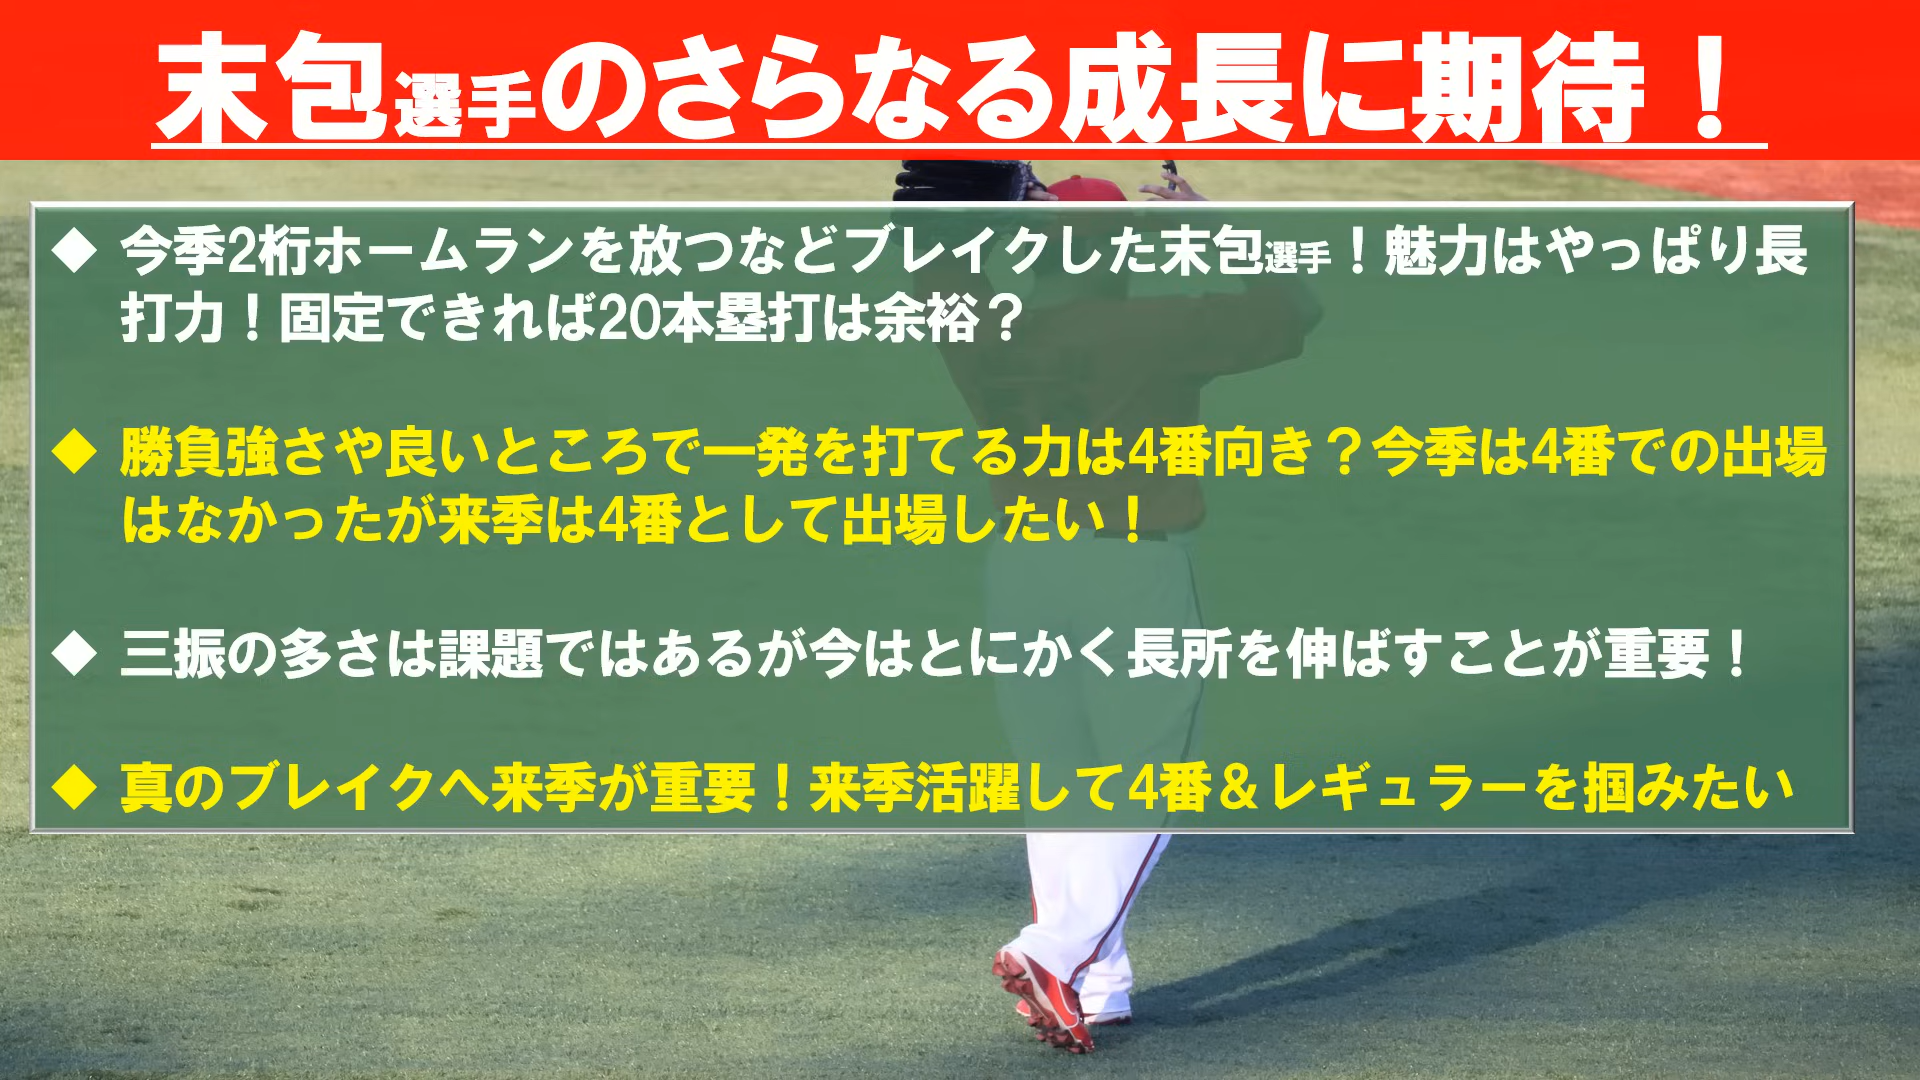 末包選手のさらなる成長に期待！
◆ 今季2桁ホームランを放つなどブレイクした末包選手！魅力はやっぱり長
打力！固定できれば20本塁打は余裕？
◆ 勝負強さや良いところで一発を打てる力は4番向き？今季は4番での出場
はなかったが来季は4番として出場したい！
◆ 三振の多さは課題ではあるが今はとにかく長所を伸ばすことが重要！
◆ 真のブレイクへ来季が重要！来季活躍して4番＆レギュラーを掴みたい